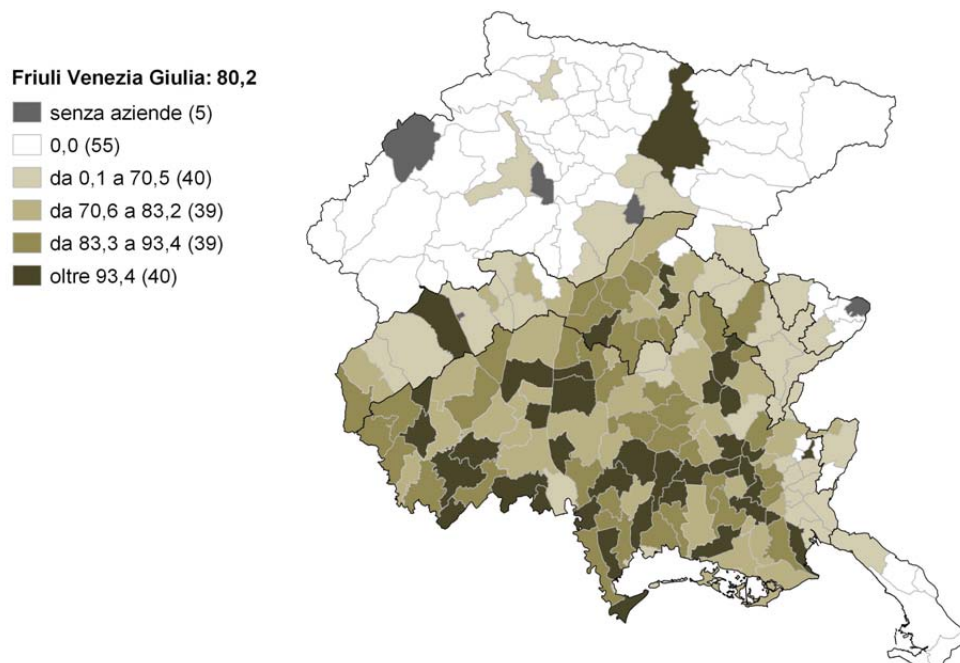 Friuli Venezia Giulia: 80,2
senza aziende (5)
0,0 (55)
da 0,1 a 70,5 (40)
da 70,6 a 83,2 (39)
da 83,3 a 93,4 (39)
oltre 93,4 (40)